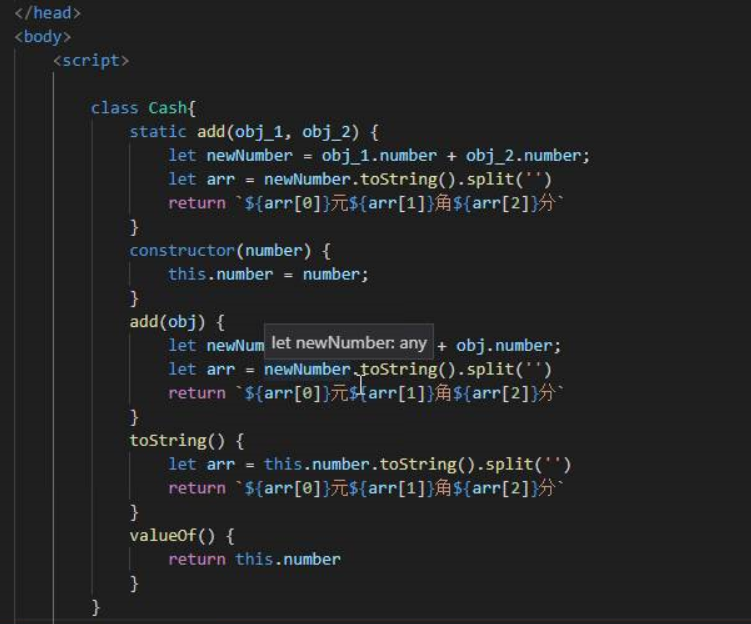 </head>
<body>
<script>
class Cash{
static add(obj_1, obj_2) {
let newNumber = obj_1.number + obj_2.number;
let arr = newNumber.toString().split('')
return `${arr[0]}元${arr[1]}角${arr[2]}分`
}
constructor(number) {
this.number = number;
}
add(obj) {
let newNum let newNumber: any + obj.number;
let arr = newNumber.toString().split('')
return `${arr[0]}元${arr[1]}角${arr[2]}分`
}
toString() {
let arr = this.number.toString().split('')
return `${arr[0]}元${arr[1]}角${arr[2]}分`
}
valueOf() {
return this.number
}
}